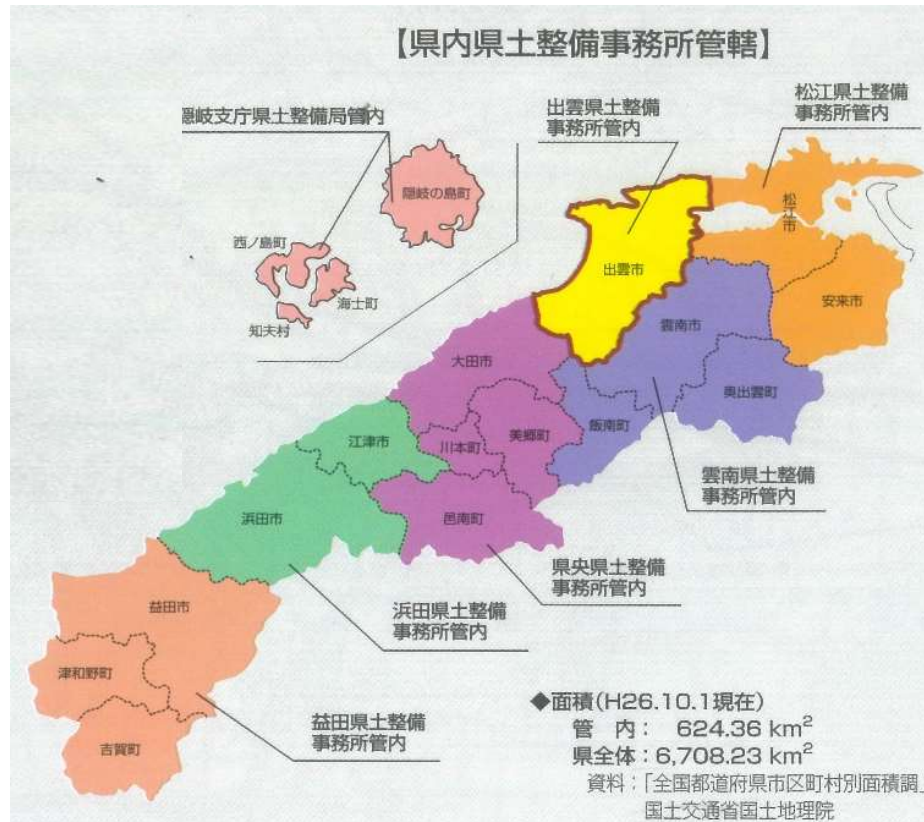 【県内県土整備事務所管轄】
隠岐支庁県土整備局管内
出雲県土整備
事務所管内
松江県土整備
事務所管内
隠岐の島町
西ノ島町
海士町
知夫村
松江市
出雲市
安来市
雲南市
大田市
奥出雲町
飯南町
美郷町
川本町
江津市
邑南町
浜田市
雲南県土整備
事務所管内
県央県土整備
事務所管内
浜田県土整備
事務所管内
益田市
津和野町
吉賀町
益田県土整備
事務所管内
◆面積(H26.10.1現在)
管内: 624.36 km²
県全体:6,708.23 km²
資料:「全国都道府県市区町村別面積調」
国土交通省国土地理院